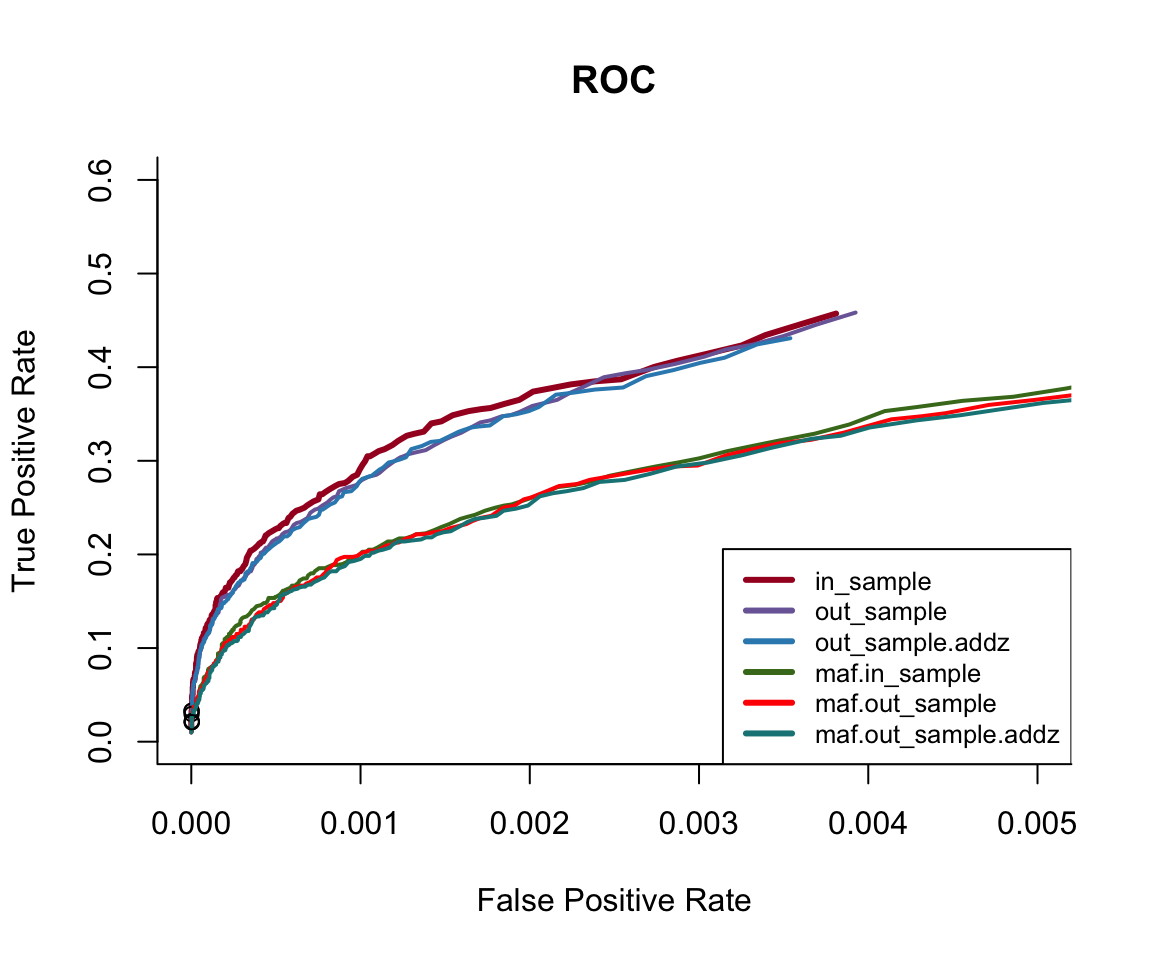 ROC
True Positive Rate
0.6
0.5
0.4
0.3
0.2
0.1
0.0
in_sample
out_sample
out_sample.addz
maf.in_sample
maf.out_sample
maf.out_sample.addz
0.000 0.001 0.002 0.003 0.004 0.005
False Positive Rate